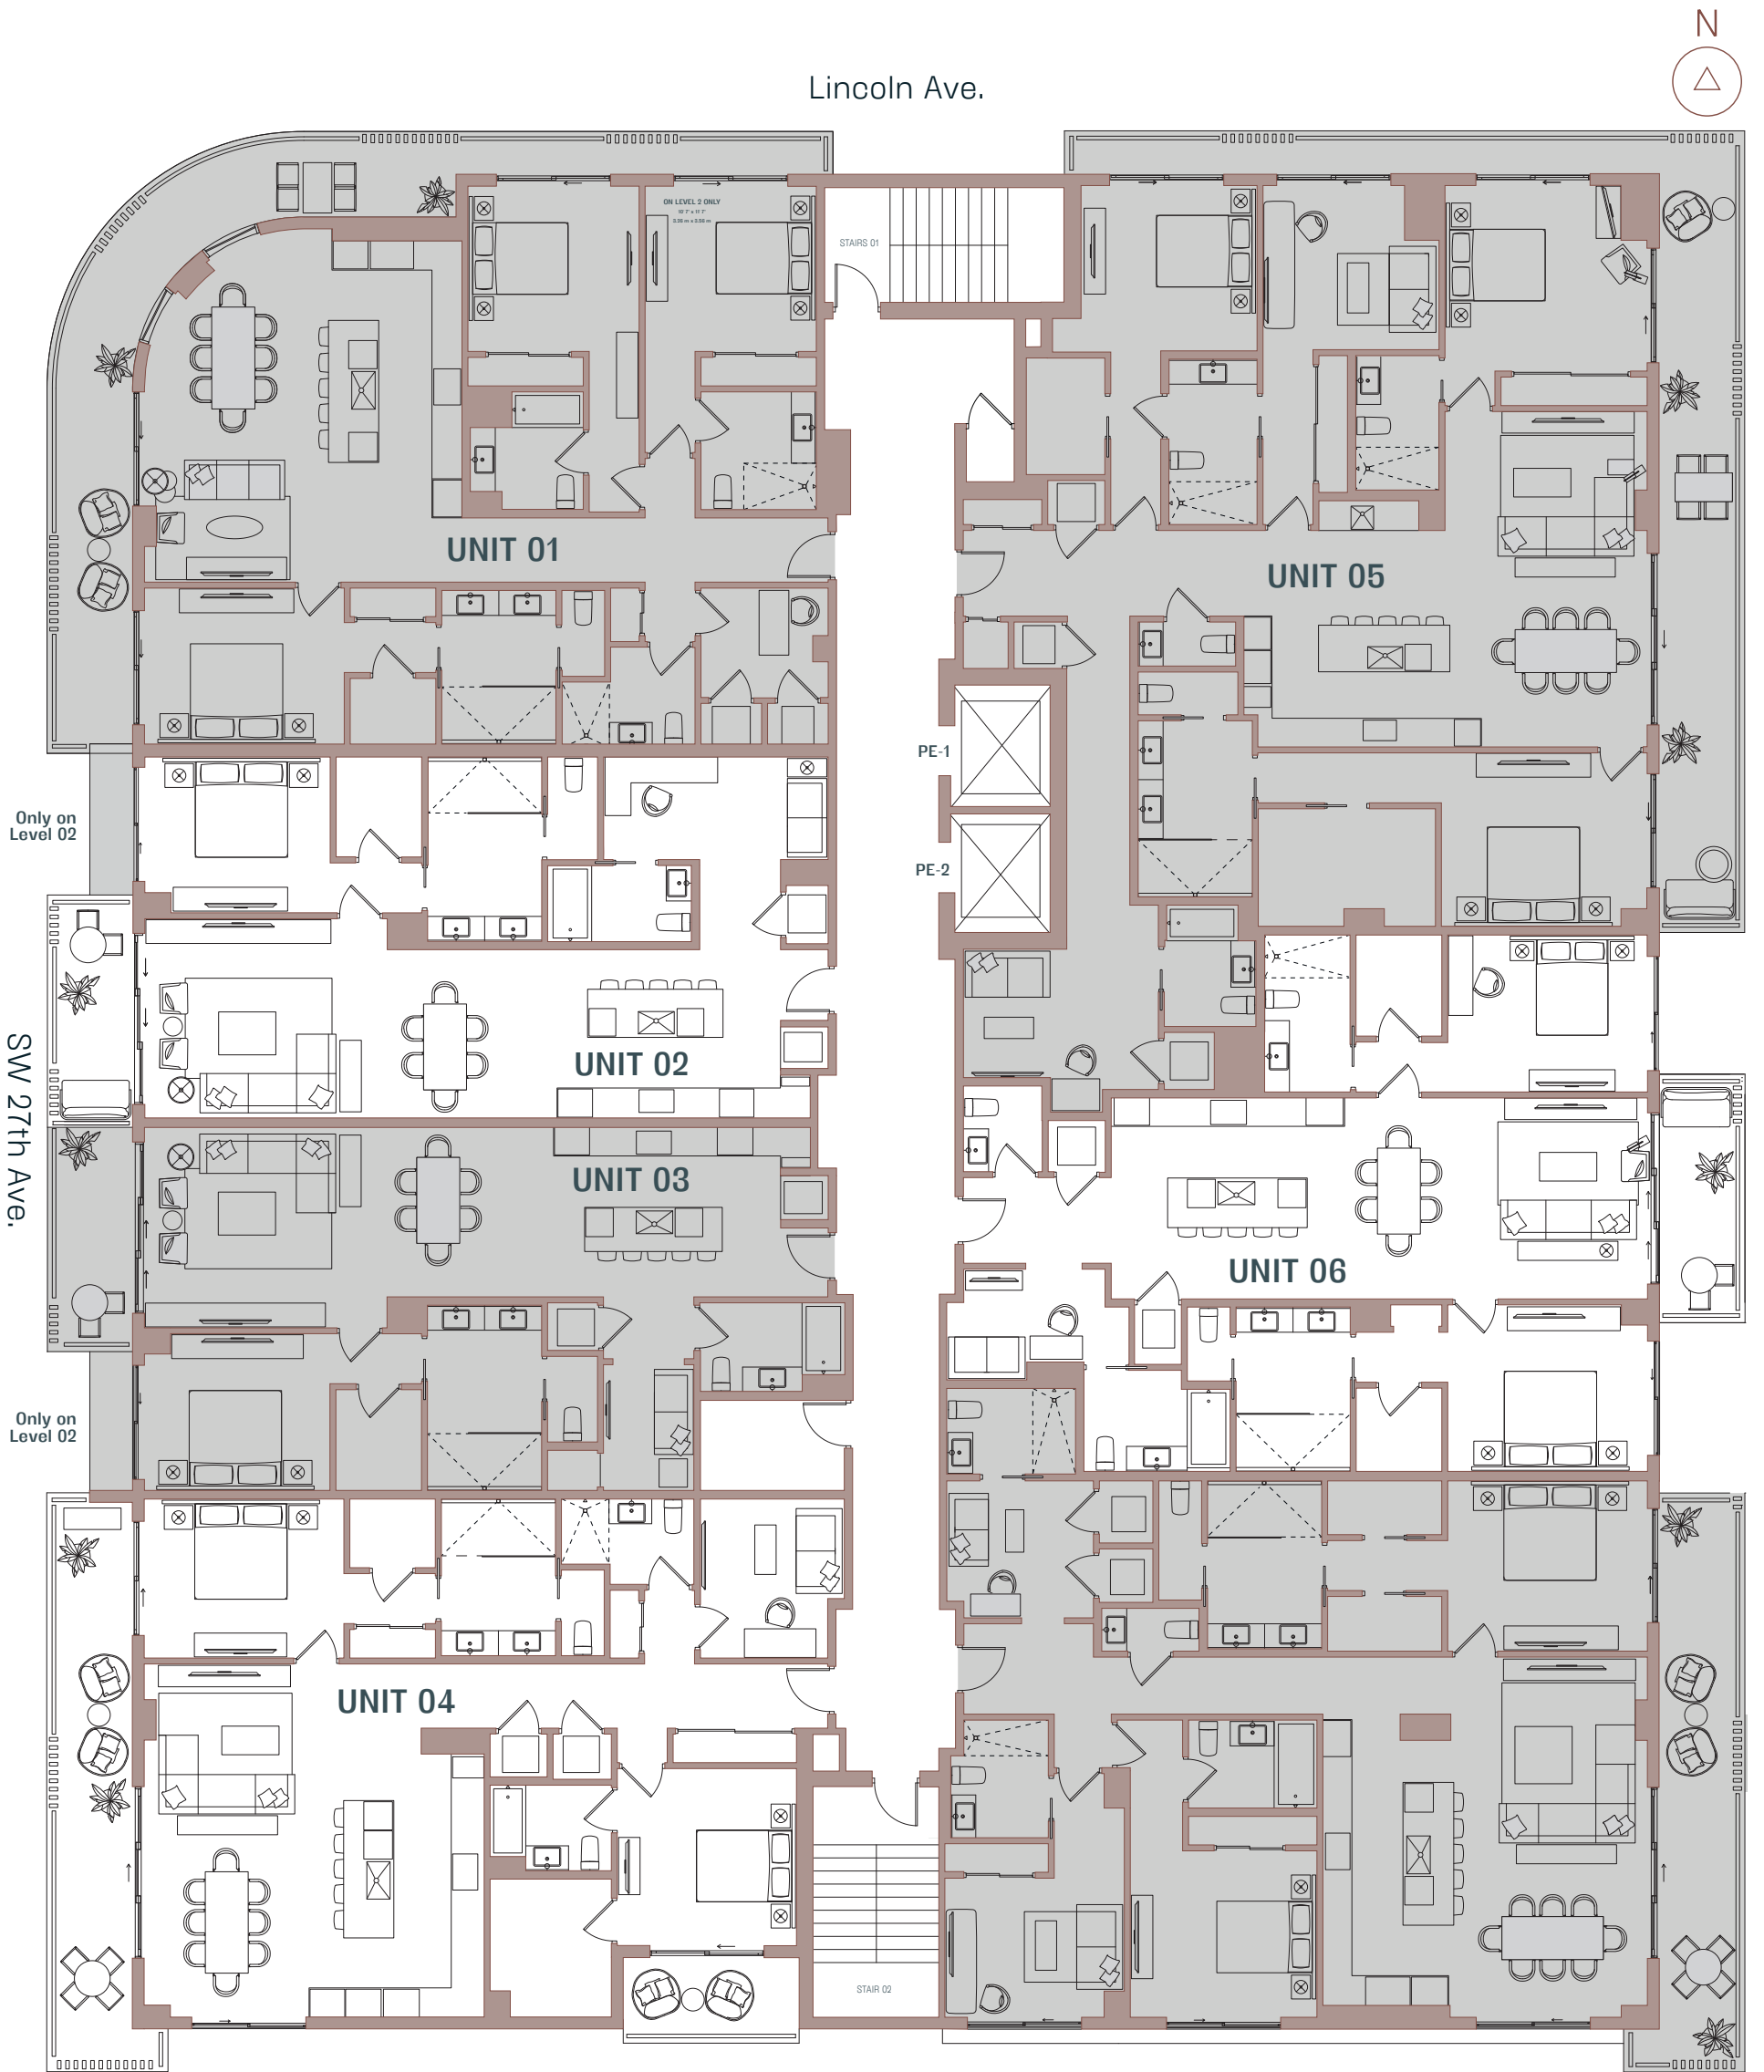 N
Lincoln Ave.
ON LEVEL 2 ONLY
STAIRS 01
UNIT 01
UNIT 05
PE-1
Only on
Level 02
PE-2
SW 27th Ave.
UNIT 02
UNIT 03
UNIT 06
Only on
Level 02
UNIT 04
STAIR 02